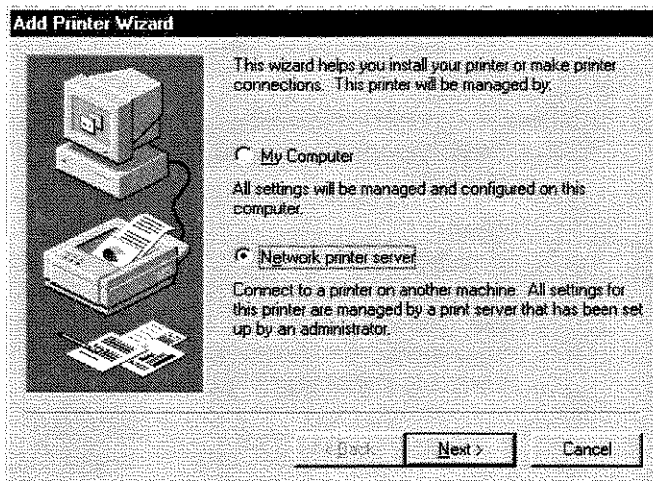 Add Printer Wizard
This wizard helps you install your printer or make printer
connections. This printer will be managed by:
My Computer
All settings will be managed and configured on this
computer.
Network printer server
Connect to a printer on another machine. All settings for
this printer are managed by a print server that has been set
up by an administrator.
< Back
Next >
Cancel